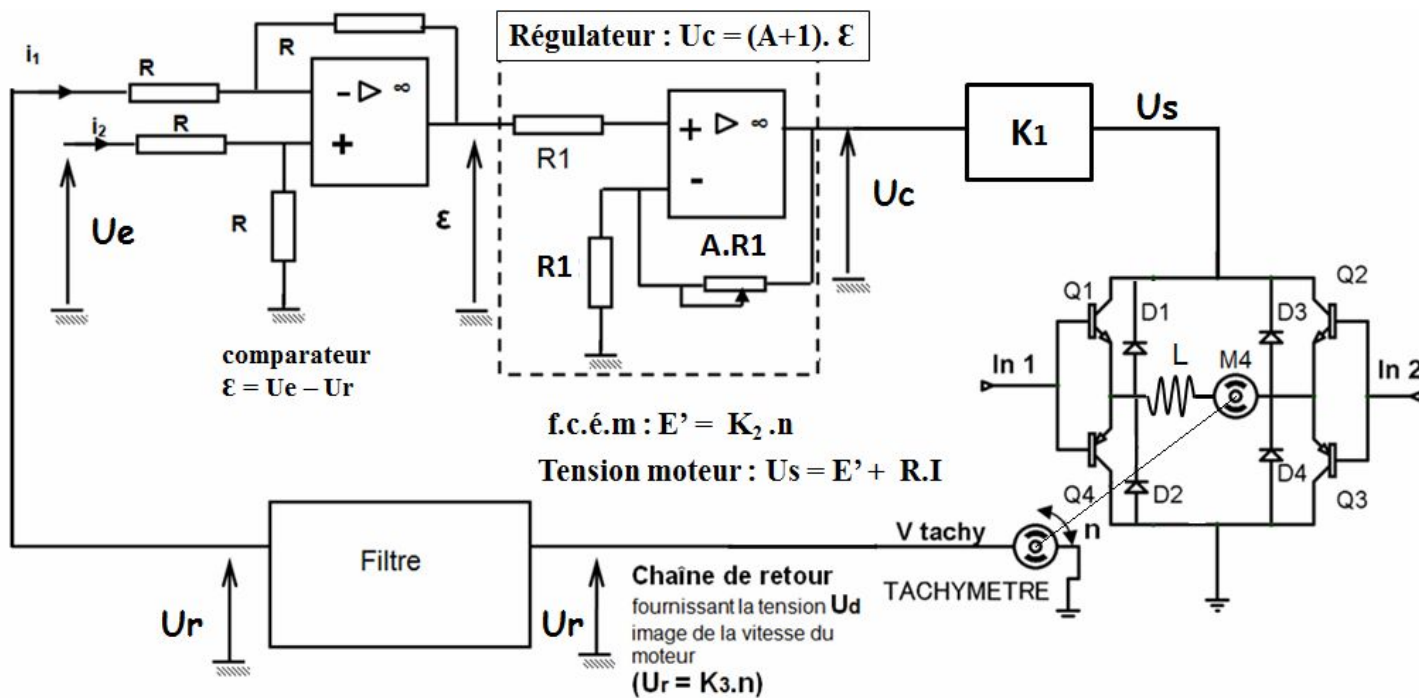 R
i₁
R
- ▷ ∞
i₂
R
+
Ue
R
ε
comparateur
Ɛ = Ue – Ur
Régulateur : Uc = (A+1). Ɛ
R1
+ ▷ ∞
-
R1
A.R1
Uc
K1
Us
Q1
Q2
D1
D3
In 1
L
M4
In 2
Q4
D2
D4
Q3
f.c.é.m : E’ = K₂ .n
Tension moteur : Us = E’ + R.I
V tachy
n
TACHYMETRE
Filtre
Ur
Ur
Chaîne de retour
fournissant la tension Ud
image de la vitesse du
moteur
(Ur = K3.n)